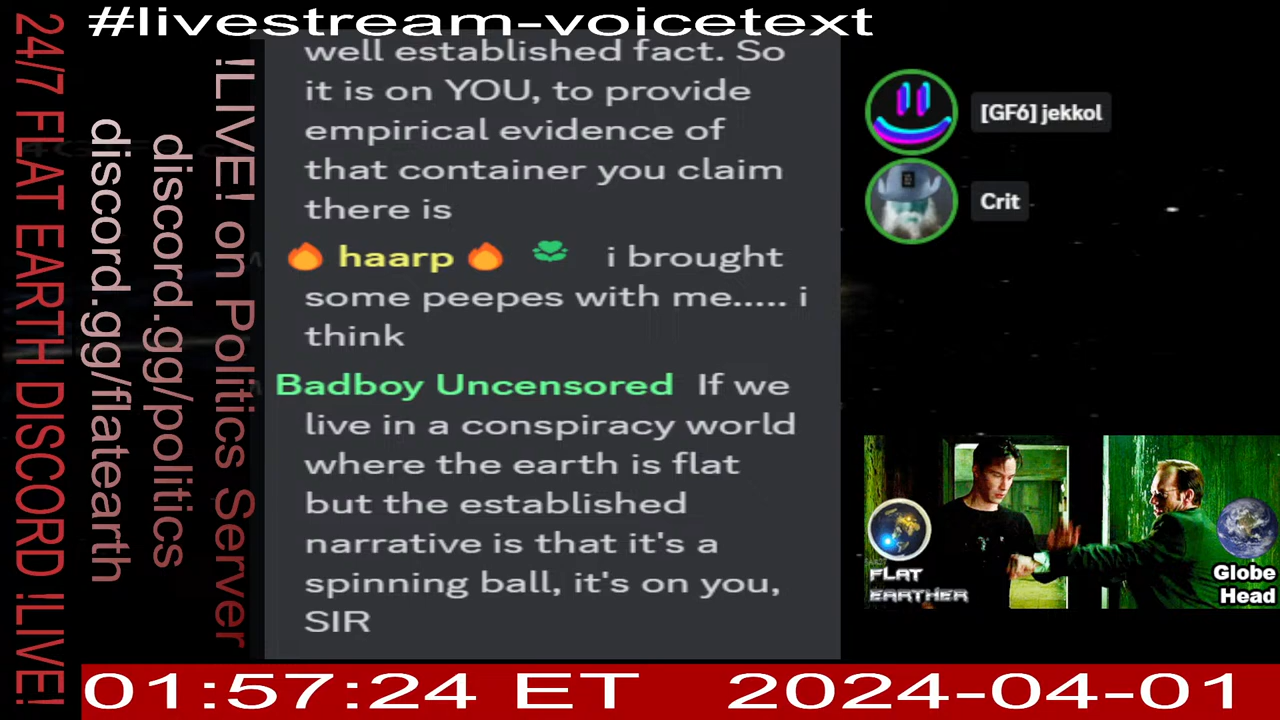 #livestream-voicetext
24/7 FLAT EARTH DISCORD !LIVE!
discord.gg/flatearth
discord.gg/politics
!LIVE! on Politics Server
well established fact. So
it is on YOU, to provide
empirical evidence of
that container you claim
there is
haarp i brought
some peepes with me..... i
think
Badboy Uncensored If we
live in a conspiracy world
where the earth is flat
but the established
narrative is that it's a
spinning ball, it's on you,
SIR
[GF6] jekkol
Crit
FLAT
EARTHER
Globe
Head
01:57:24 ET 2024-04-01